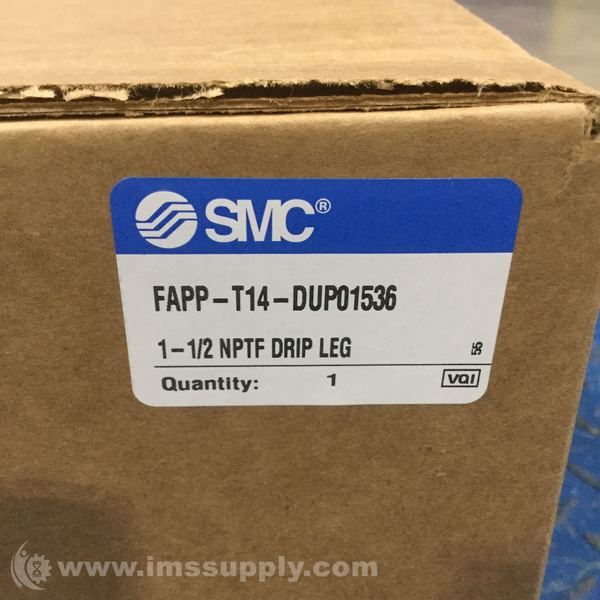 SMC®
FAPP-T14-DUP01536
1-1/2 NPTF DRIP LEG
Quantity: 1 VQI
www.imssupply.com